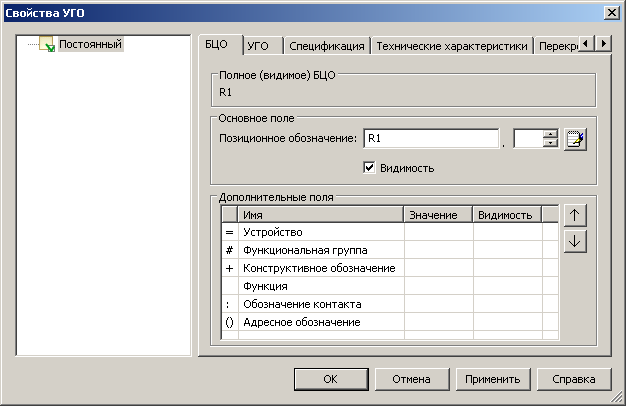 Свойства УГО
Постоянный
БЦО УГО Спецификация Технические характеристики Перекр
Полное (видимое) БЦО
R1
Основное поле
Позиционное обозначение: R1 .
Видимость
Дополнительные поля
Имя Значение Видимость
= Устройство
# Функциональная группа
+ Конструктивное обозначение
Функция
: Обозначение контакта
() Адресное обозначение
OK Отмена Применить Справка